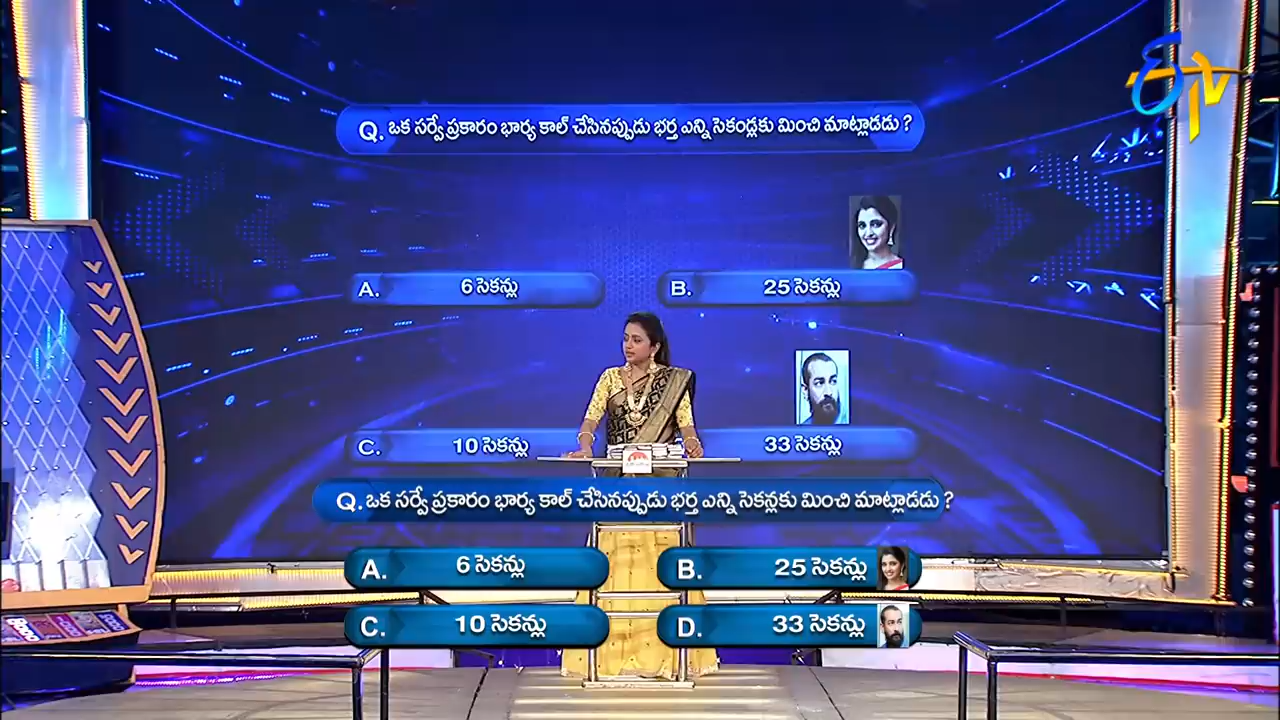 ETV
Q. ఒక సర్వే ప్రకారం భార్య కాల్ చేసినప్పుడు భర్త ఎన్ని సెకండ్లకు మించి మాట్లాడడు ?
A. 6 సెకన్లు
B. 25 సెకన్లు
C. 10 సెకన్లు
33 సెకన్లు
Q. ఒక సర్వే ప్రకారం భార్య కాల్ చేసినప్పుడు భర్త ఎన్ని సెకన్లకు మించి మాట్లాడడు ?
A. 6 సెకన్లు
B. 25 సెకన్లు
C. 10 సెకన్లు
D. 33 సెకన్లు